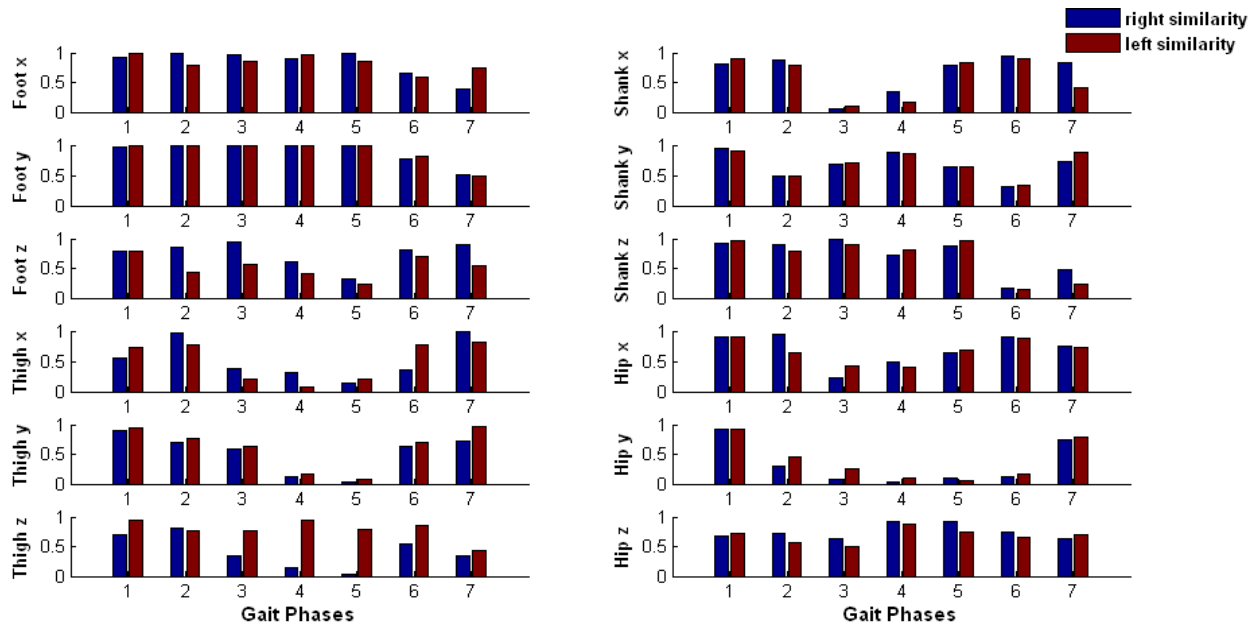 right similarity
left similarity
Foot x
1
0.5
0
1 2 3 4 5 6 7
Foot y
1
0.5
0
1 2 3 4 5 6 7
Foot z
1
0.5
0
1 2 3 4 5 6 7
Thigh x
1
0.5
0
1 2 3 4 5 6 7
Thigh y
1
0.5
0
1 2 3 4 5 6 7
Thigh z
1
0.5
0
1 2 3 4 5 6 7
Gait Phases
Shank x
1
0.5
0
1 2 3 4 5 6 7
Shank y
1
0.5
0
1 2 3 4 5 6 7
Shank z
1
0.5
0
1 2 3 4 5 6 7
Hip x
1
0.5
0
1 2 3 4 5 6 7
Hip y
1
0.5
0
1 2 3 4 5 6 7
Hip z
1
0.5
0
1 2 3 4 5 6 7
Gait Phases